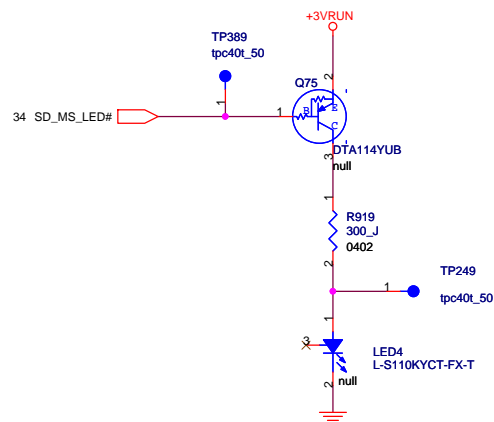 +3VRUN
TP389
tpc40t_50
2
Q75
1
34 SD_MS_LED#
1
B
E
C
DTA114YUB
3
null
1
R919
300_J
0402
2
TP249
1
tpc40t_50
1
3
LED4
L-S110KYCT-FX-T
2
null